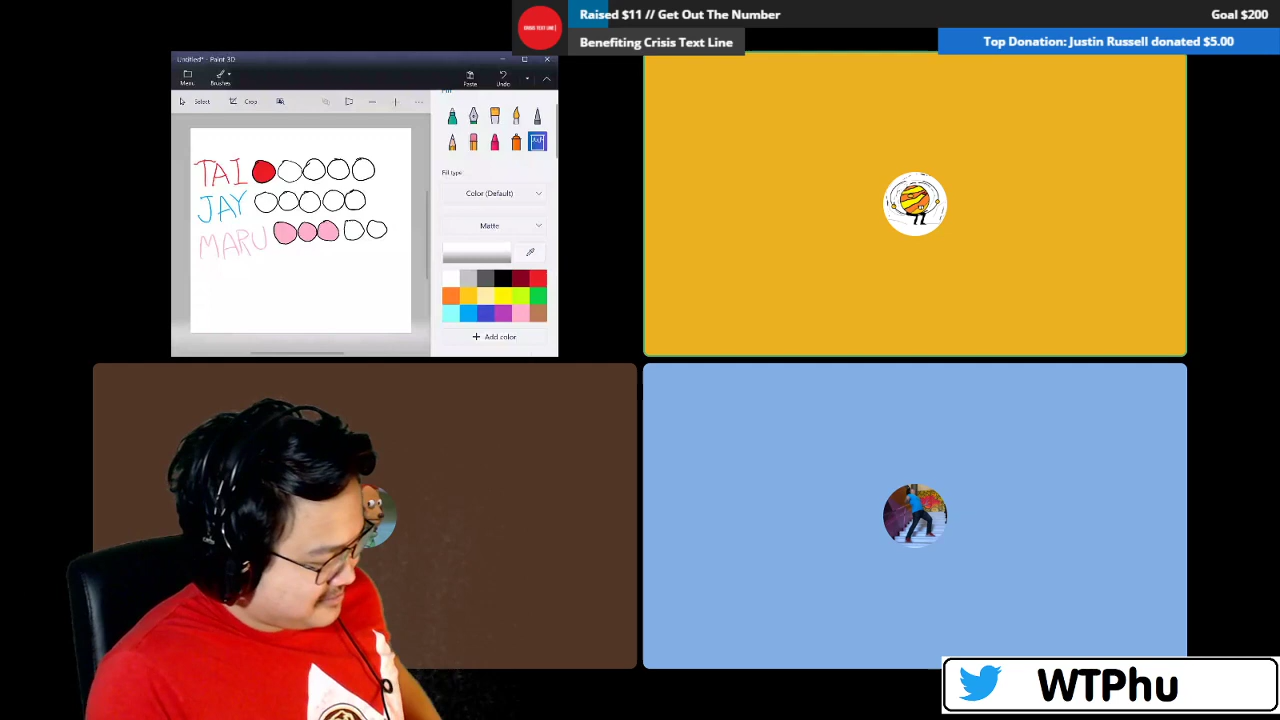 Raised $11 // Get Out The Number
Goal $200
Benefiting Crisis Text Line
Top Donation: Justin Russell donated $5.00
Untitled* - Paint 3D
Menu
Brushes
Paste
Undo
Select
Crop
Fill
TAI
JAY
MARU
Fill type:
Color (Default)
Matte
+ Add color
WTPhu